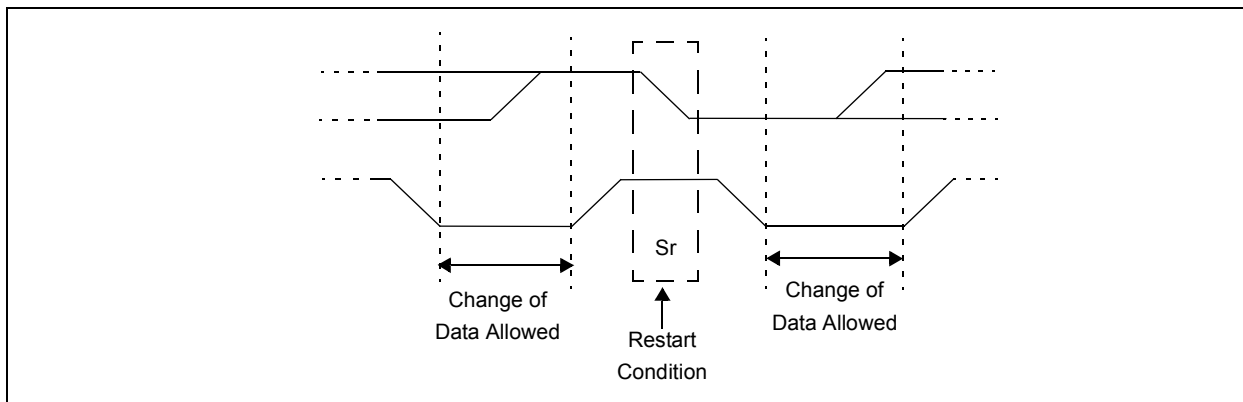 Sr
Change of
Data Allowed
Restart
Condition
Change of
Data Allowed